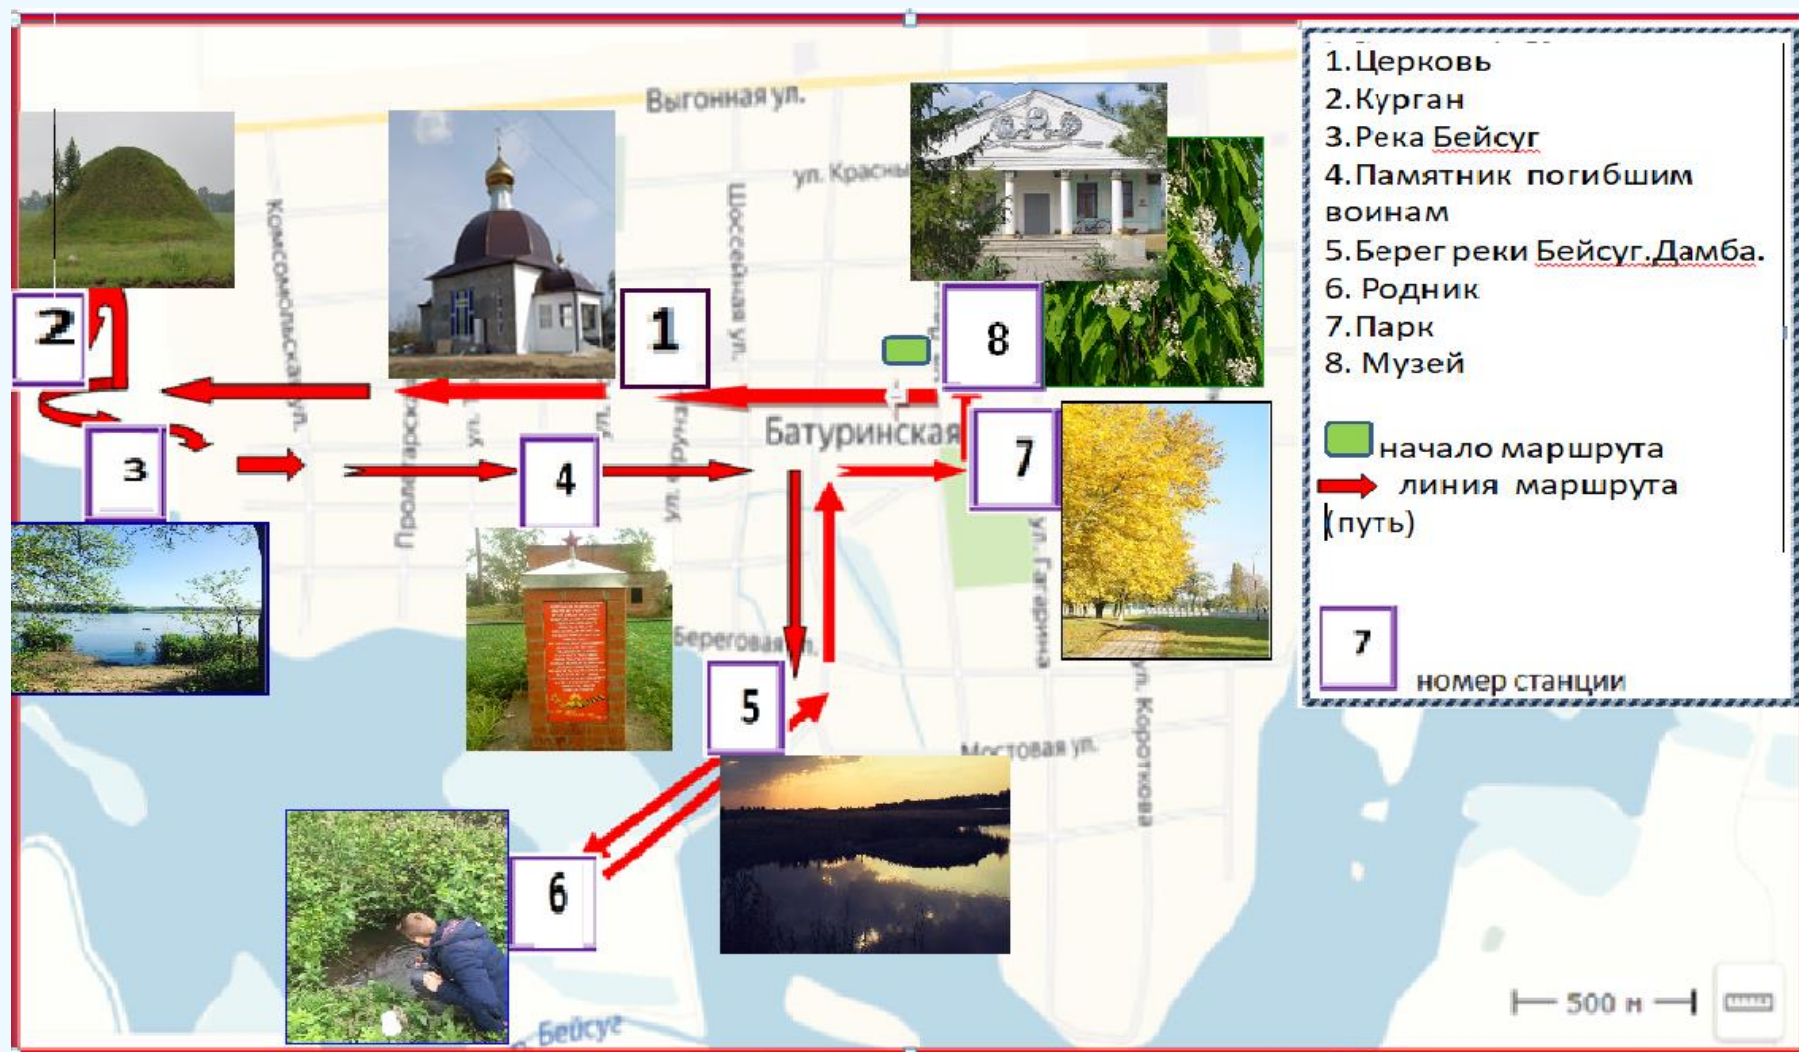 Выгонная ул.
ул. Красны
Комсомольская ул.
Шоссейная ул.
2
1
8
Батуринская
3
4
7
ул. Гагарина
Береговая ул.
5
Мостовая ул.
ул. Короткова
6
Бейсуг
500 м
1.Церковь
2.Курган
3.Река Бейсуг
4.Памятник погибшим
воинам
5.Берег реки Бейсуг.Дамба.
6. Родник
7.Парк
8. Музей
начало маршрута
линия маршрута
(путь)
7
номер станции